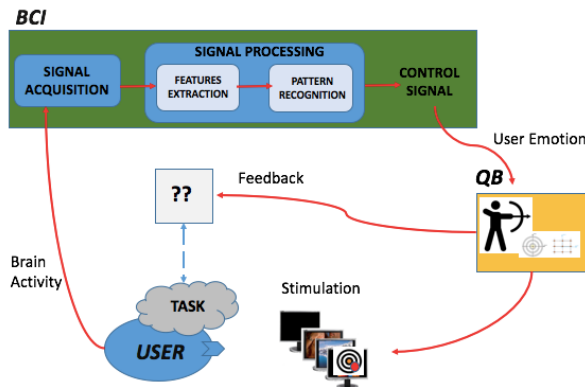 BCI
SIGNAL PROCESSING
SIGNAL
ACQUISITION
FEATURES
EXTRACTION
PATTERN
RECOGNITION
CONTROL
SIGNAL
User Emotion
QB
Feedback
??
Brain
Activity
TASK
USER
Stimulation